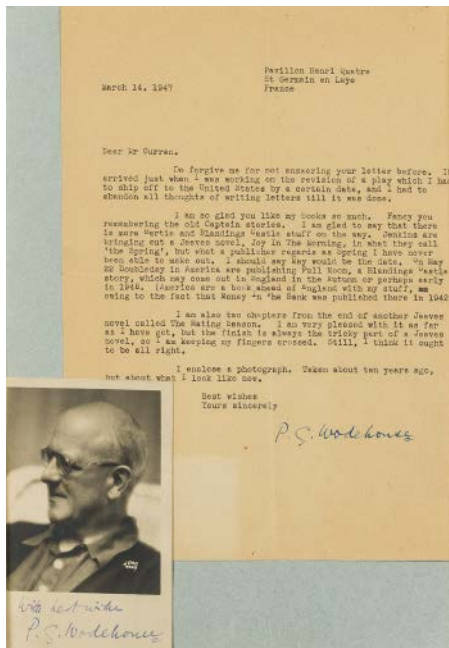 Pavillon Henri Quatre
St Germain en Laye
France
March 14. 1947
Dear Mr Curran.
Do forgive me for not answering your letter before. I
arrived just when I was working on the revision of a play which I had
to ship off to the United States by a certain date, and I had to
abandon all thoughts of writing letters till it was done.
I am so glad you like my books so much. Fancy you
remembering the old Captain stories. I am glad to say that there
is more Bertie and Blandings Castle stuff on the way. Jenkins are
bringing out a Jeeves novel, Joy In The Morning, in what they call
'the Spring', but what a publisher regards as Spring I have never
been able to make out. I should say May would be the date. On May
22 Doubleday in America are publishing Full Moon, a Blandings Castle
story, which may come out in England in the Autumn or perhaps early
in 1948. (America are a book ahead of England with my stuff,
owing to the fact that Money In The Bank was published there in 1942
I am also two chapters from the end of another Jeeves
novel called The Mating Season. I am very pleased with it as far
as I have got, but the finish is always the tricky part of a Jeeves
novel, so I am keeping my fingers crossed. Still, I think it ought
to be all right.
I enclose a photograph. Taken about ten years ago,
but about what I look like now.
Best wishes
Yours sincerely
P. G. Wodehouse
With best wishes
P. G. Wodehouse